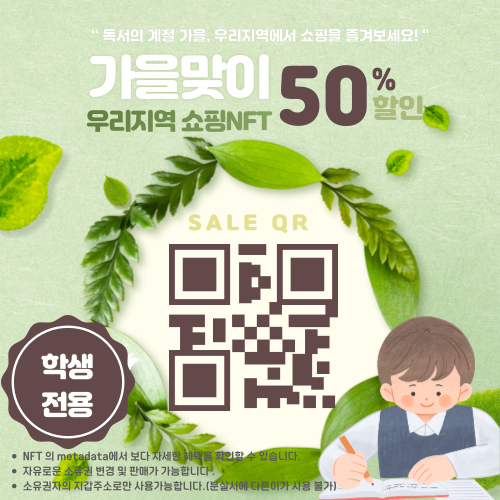 “ 독서의 계절 가을, 우리지역에서 쇼핑을 즐겨보세요! ”
가을맞이
우리지역 쇼핑NFT
50%
할인
SALE QR
학생
전용
• NFT 의 metadata에서 보다 자세한 혜택을 확인할 수 있습니다.
• 자유로운 소유권 변경 및 판매가 가능합니다 .
• 소유권자의 지갑주소로만 사용가능합니다.(분실시에 다른이가 사용 불가)